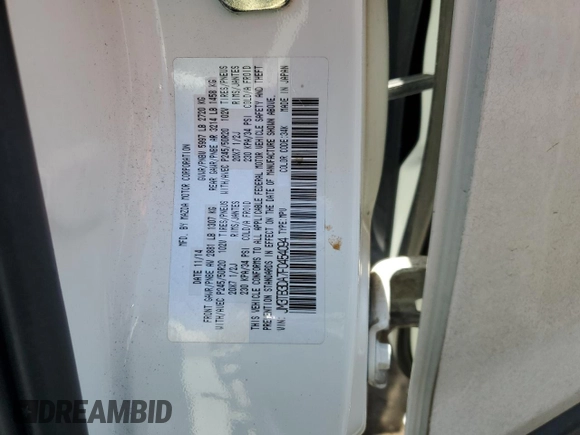 MFD. BY MAZDA MOTOR CORPORATION
DATE 11/14 GVWR/PNBV 5997 LB 2720 KG
FRONT GAWR/PNBE AV 2881 LB 1307 KG REAR GAWR/PNBE AR 3214 LB 1458 KG
WITH/AVEC P245/50R20 102V TIRES/PNEUS WITH/AVEC P245/50R20 102V TIRES/PNEUS
20X7 1/2J RIMS/JANTES 20X7 1/2J RIMS/JANTES
230 KPA/34 PSI COLD/A FROID 230 KPA/34 PSI COLD/A FROID
THIS VEHICLE CONFORMS TO ALL APPLICABLE FEDERAL MOTOR VEHICLE SAFETY AND THEFT
PREVENTION STANDARDS IN EFFECT ON THE DATE OF MANUFACTURE SHOWN ABOVE.
VIN: JM3TB3DA7F0454094 TYPE:MPV COLOR CODE:34K MADE IN JAPAN
DREAMBID